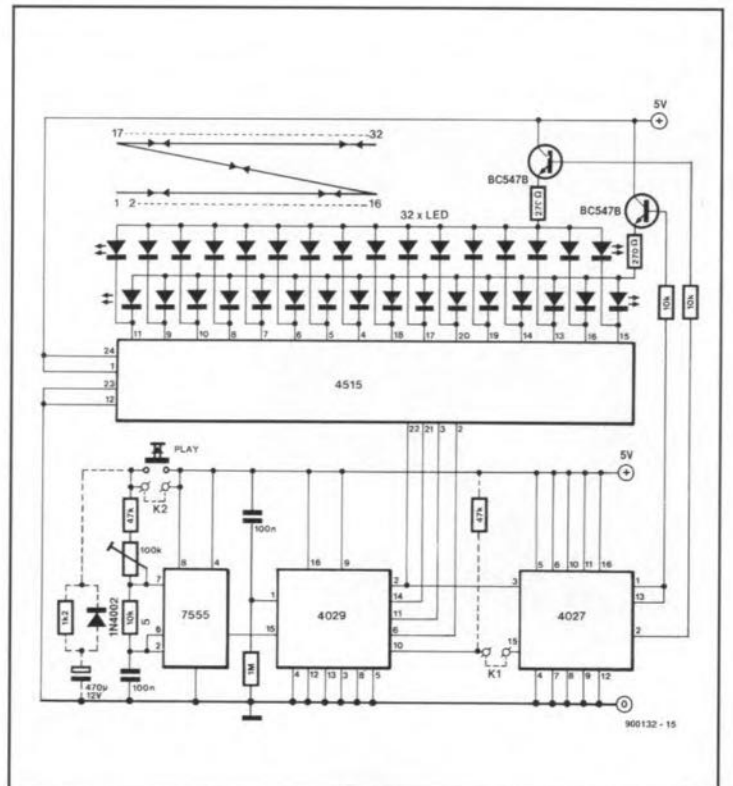 17 32
5V
+
BC547B
270 Ω
BC547B
1 2 16
32 x LED
270 Ω
10k 10k
11 9 10 8 7 6 5 4 18 17 20 19 14 13 16 15
24
1
23
12
4515
22 21 3 2
PLAY
5V
+
K2
47k
100n
47k
100k
8 4
16 9
5 6 10 11 16
7
2
14
11
6
10
3
1
13
2
1k2
1N4002
10k
5
6
2
7555
15
1
4029
15
4027
K1
100n
1M
4 12 13 3 8 5
4 7 8 9 12
470µ
12V
0
900132 - 15